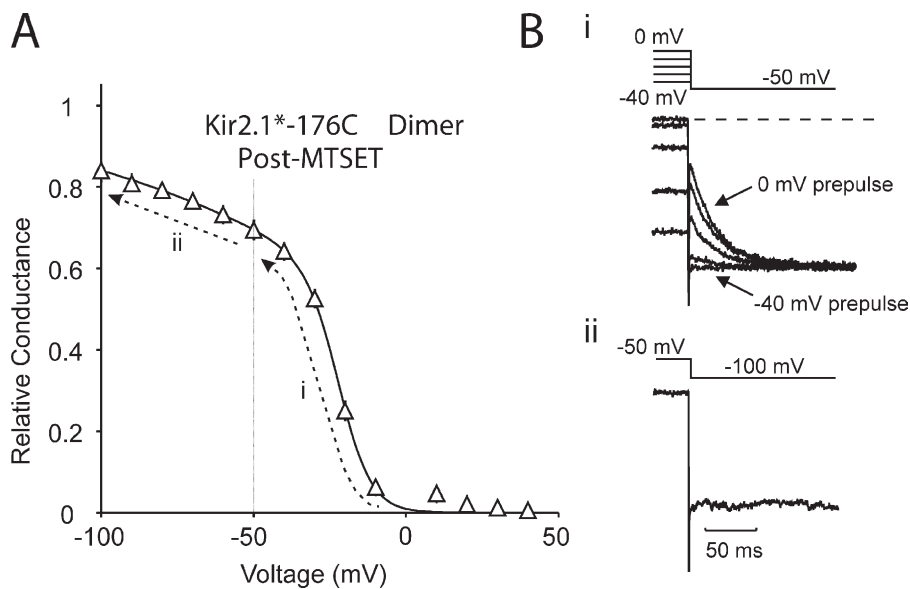 A
B
i
0 mV
-50 mV
-40 mV
0 mV prepulse
-40 mV prepulse
ii
-50 mV
-100 mV
50 ms
Kir2.1*-176C Dimer
Post-MTSET
ii
i
Relative Conductance
1
0.8
0.6
0.4
0.2
0
-100
-50
0
50
Voltage (mV)